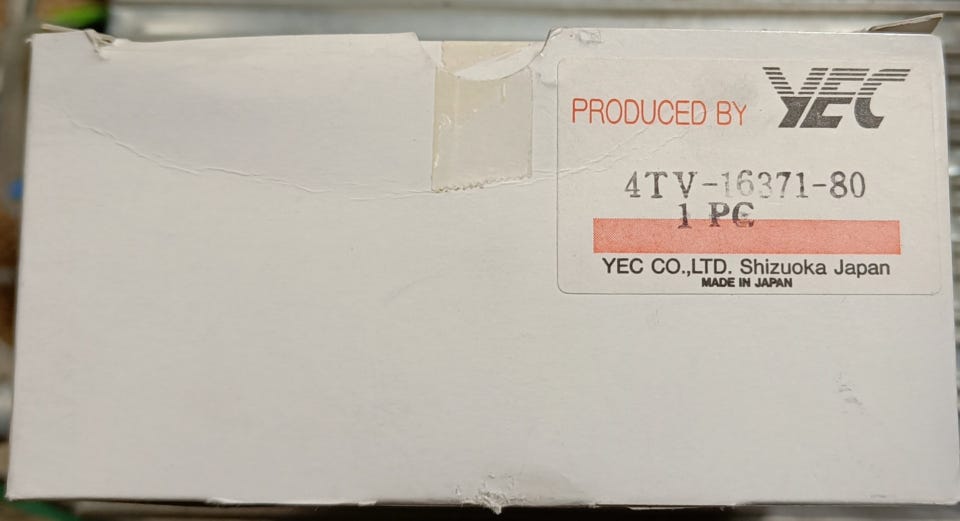 PRODUCED BY YEC
4TV-16371-80
1 PC
YEC CO.,LTD. Shizuoka Japan
MADE IN JAPAN